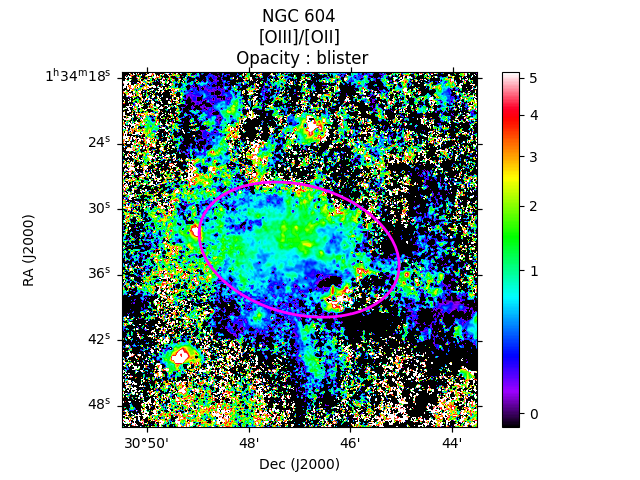 NGC 604
[OIII]/[OII]
Opacity : blister
1ʰ34ᵐ18ˢ
24ˢ
30ˢ
36ˢ
42ˢ
48ˢ
RA (J2000)
30°50'
48'
46'
44'
Dec (J2000)
5
4
3
2
1
0